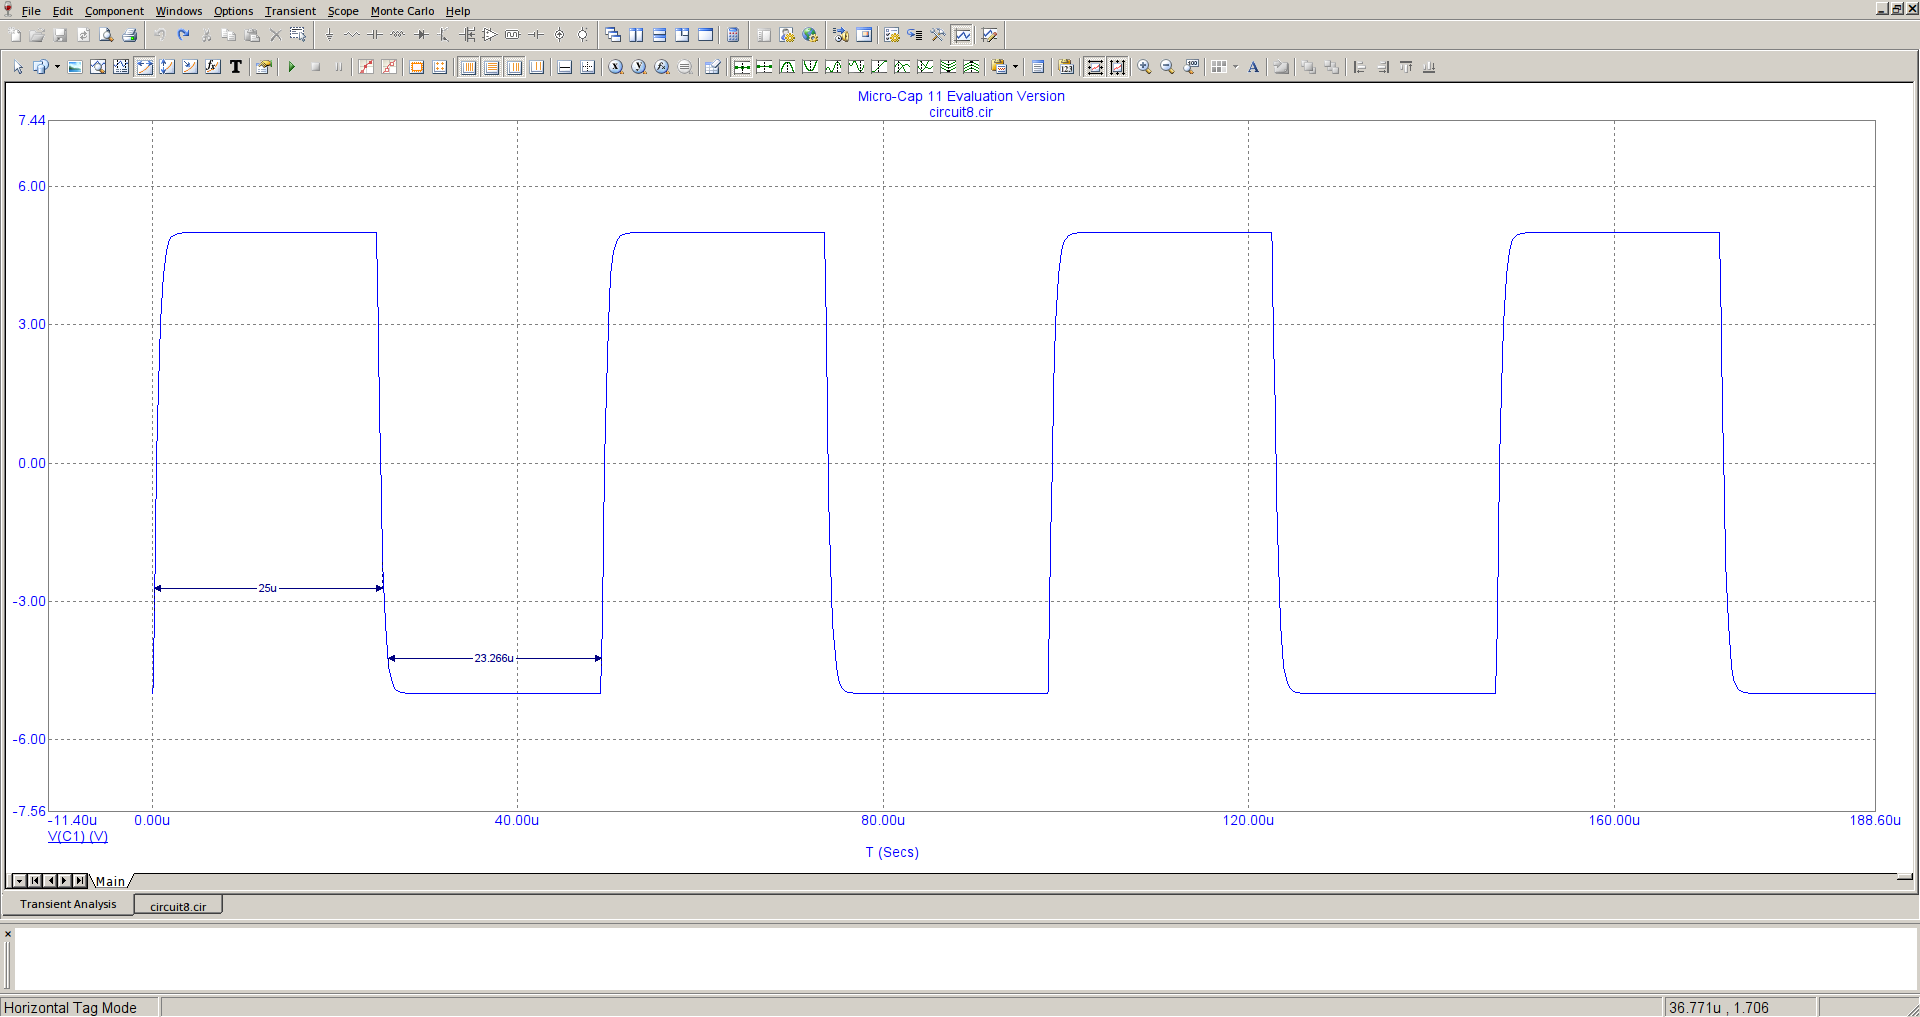 File Edit Component Windows Options Transient Scope Monte Carlo Help
Micro-Cap 11 Evaluation Version
circuit8.cir
7.44
6.00
3.00
0.00
25u
-3.00
23.266u
-6.00
-7.56
-11.40u 0.00u 40.00u 80.00u 120.00u 160.00u 188.60u
V(C1) (V)
T (Secs)
Main
Transient Analysis circuit8.cir
Horizontal Tag Mode 36.771u , 1.706